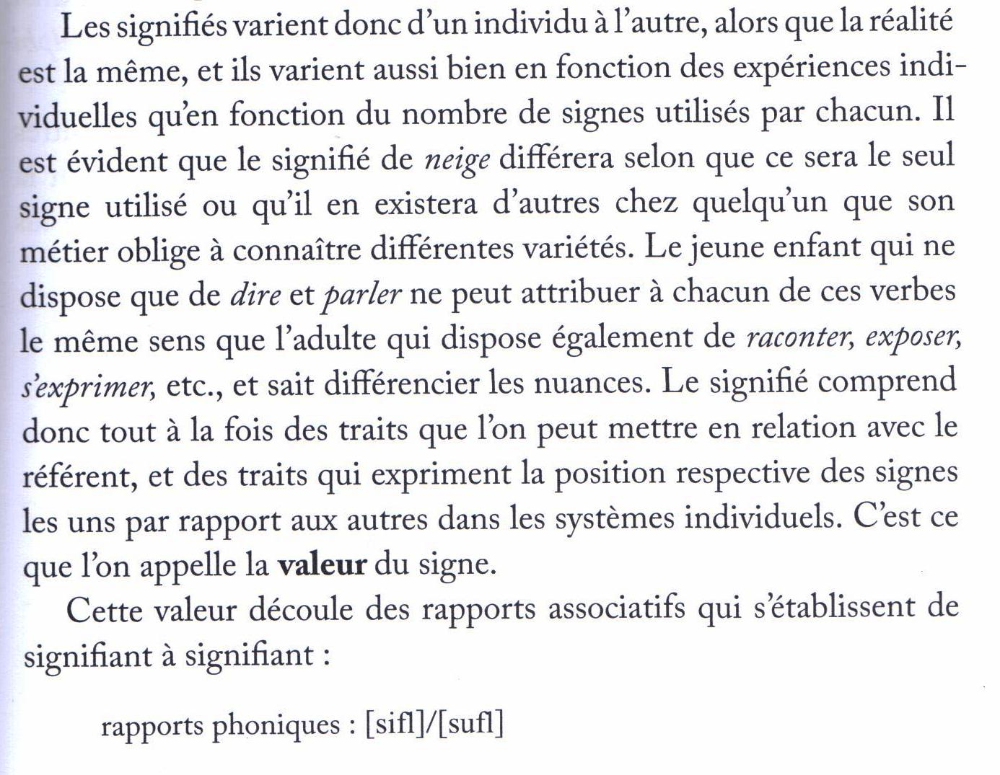 Les signifiés varient donc d'un individu à l'autre, alors que la réalité
est la même, et ils varient aussi bien en fonction des expériences indi-
viduelles qu'en fonction du nombre de signes utilisés par chacun. Il
est évident que le signifié de neige différera selon que ce sera le seul
signe utilisé ou qu'il en existera d'autres chez quelqu'un que son
métier oblige à connaître différentes variétés. Le jeune enfant qui ne
dispose que de dire et parler ne peut attribuer à chacun de ces verbes
le même sens que l'adulte qui dispose également de raconter, exposer,
s'exprimer, etc., et sait différencier les nuances. Le signifié comprend
donc tout à la fois des traits que l'on peut mettre en relation avec le
référent, et des traits qui expriment la position respective des signes
les uns par rapport aux autres dans les systèmes individuels. C'est ce
que l'on appelle la valeur du signe.
Cette valeur découle des rapports associatifs qui s'établissent de
signifiant à signifiant :
rapports phoniques : [sifl]/[sufl]